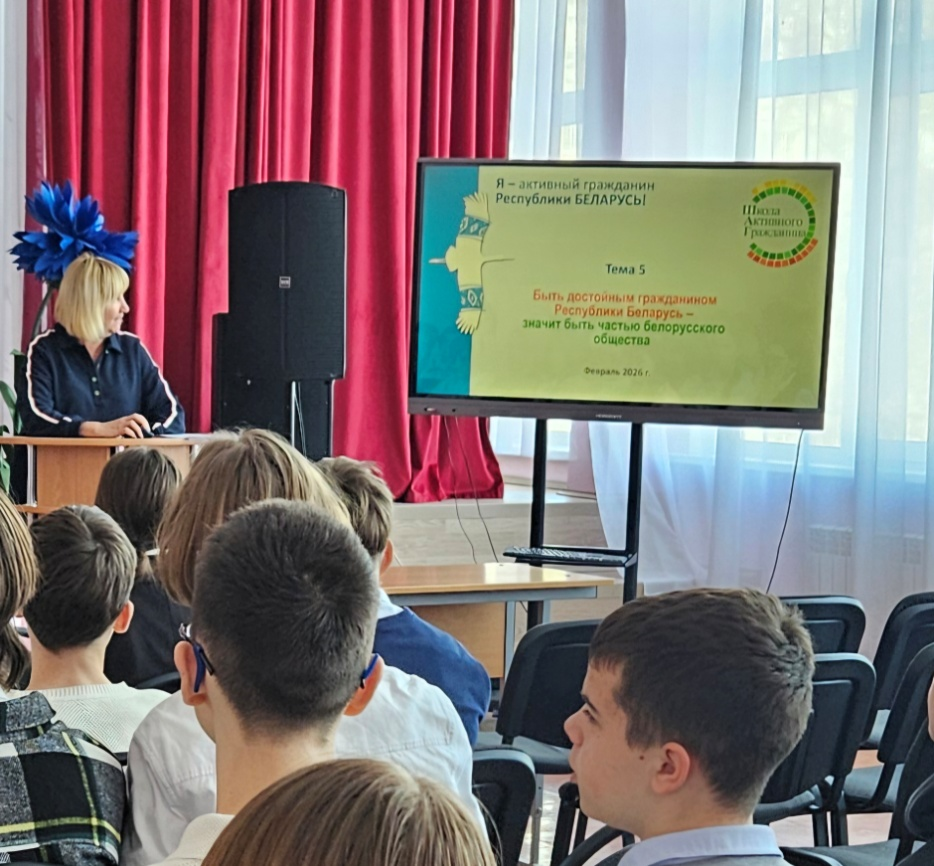 Я – активный гражданин
Республики БЕЛАРУСЬ!
Школа
Активного
Гражданина
Тема 5
Быть достойным гражданином
Республики Беларусь –
значит быть частью белорусского
общества
Февраль 2026 г.